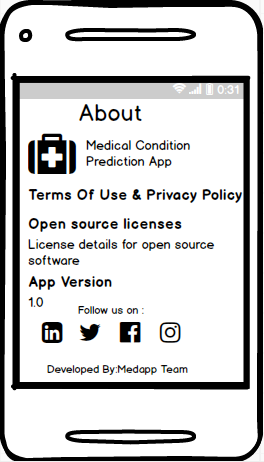 0:31
About
Medical Condition
Prediction App
Terms Of Use & Privacy Policy
Open source licenses
License details for open source
software
App Version
1.0
Follow us on :
in
Developed By:Medapp Team